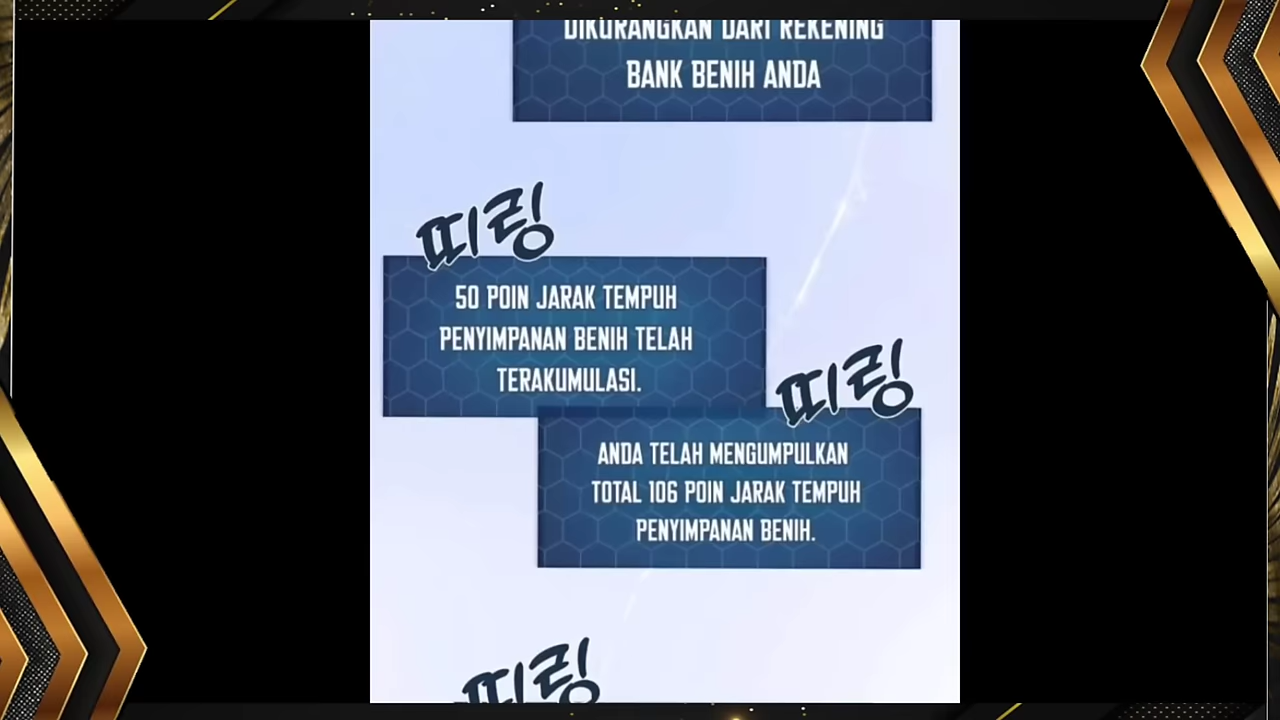 DIKURANGKAN DARI REKENING
BANK BENIH ANDA
띠링
50 POIN JARAK TEMPUH
PENYIMPANAN BENIH TELAH
TERAKUMULASI.
띠링
ANDA TELAH MENGUMPULKAN
TOTAL 106 POIN JARAK TEMPUH
PENYIMPANAN BENIH.
띠링